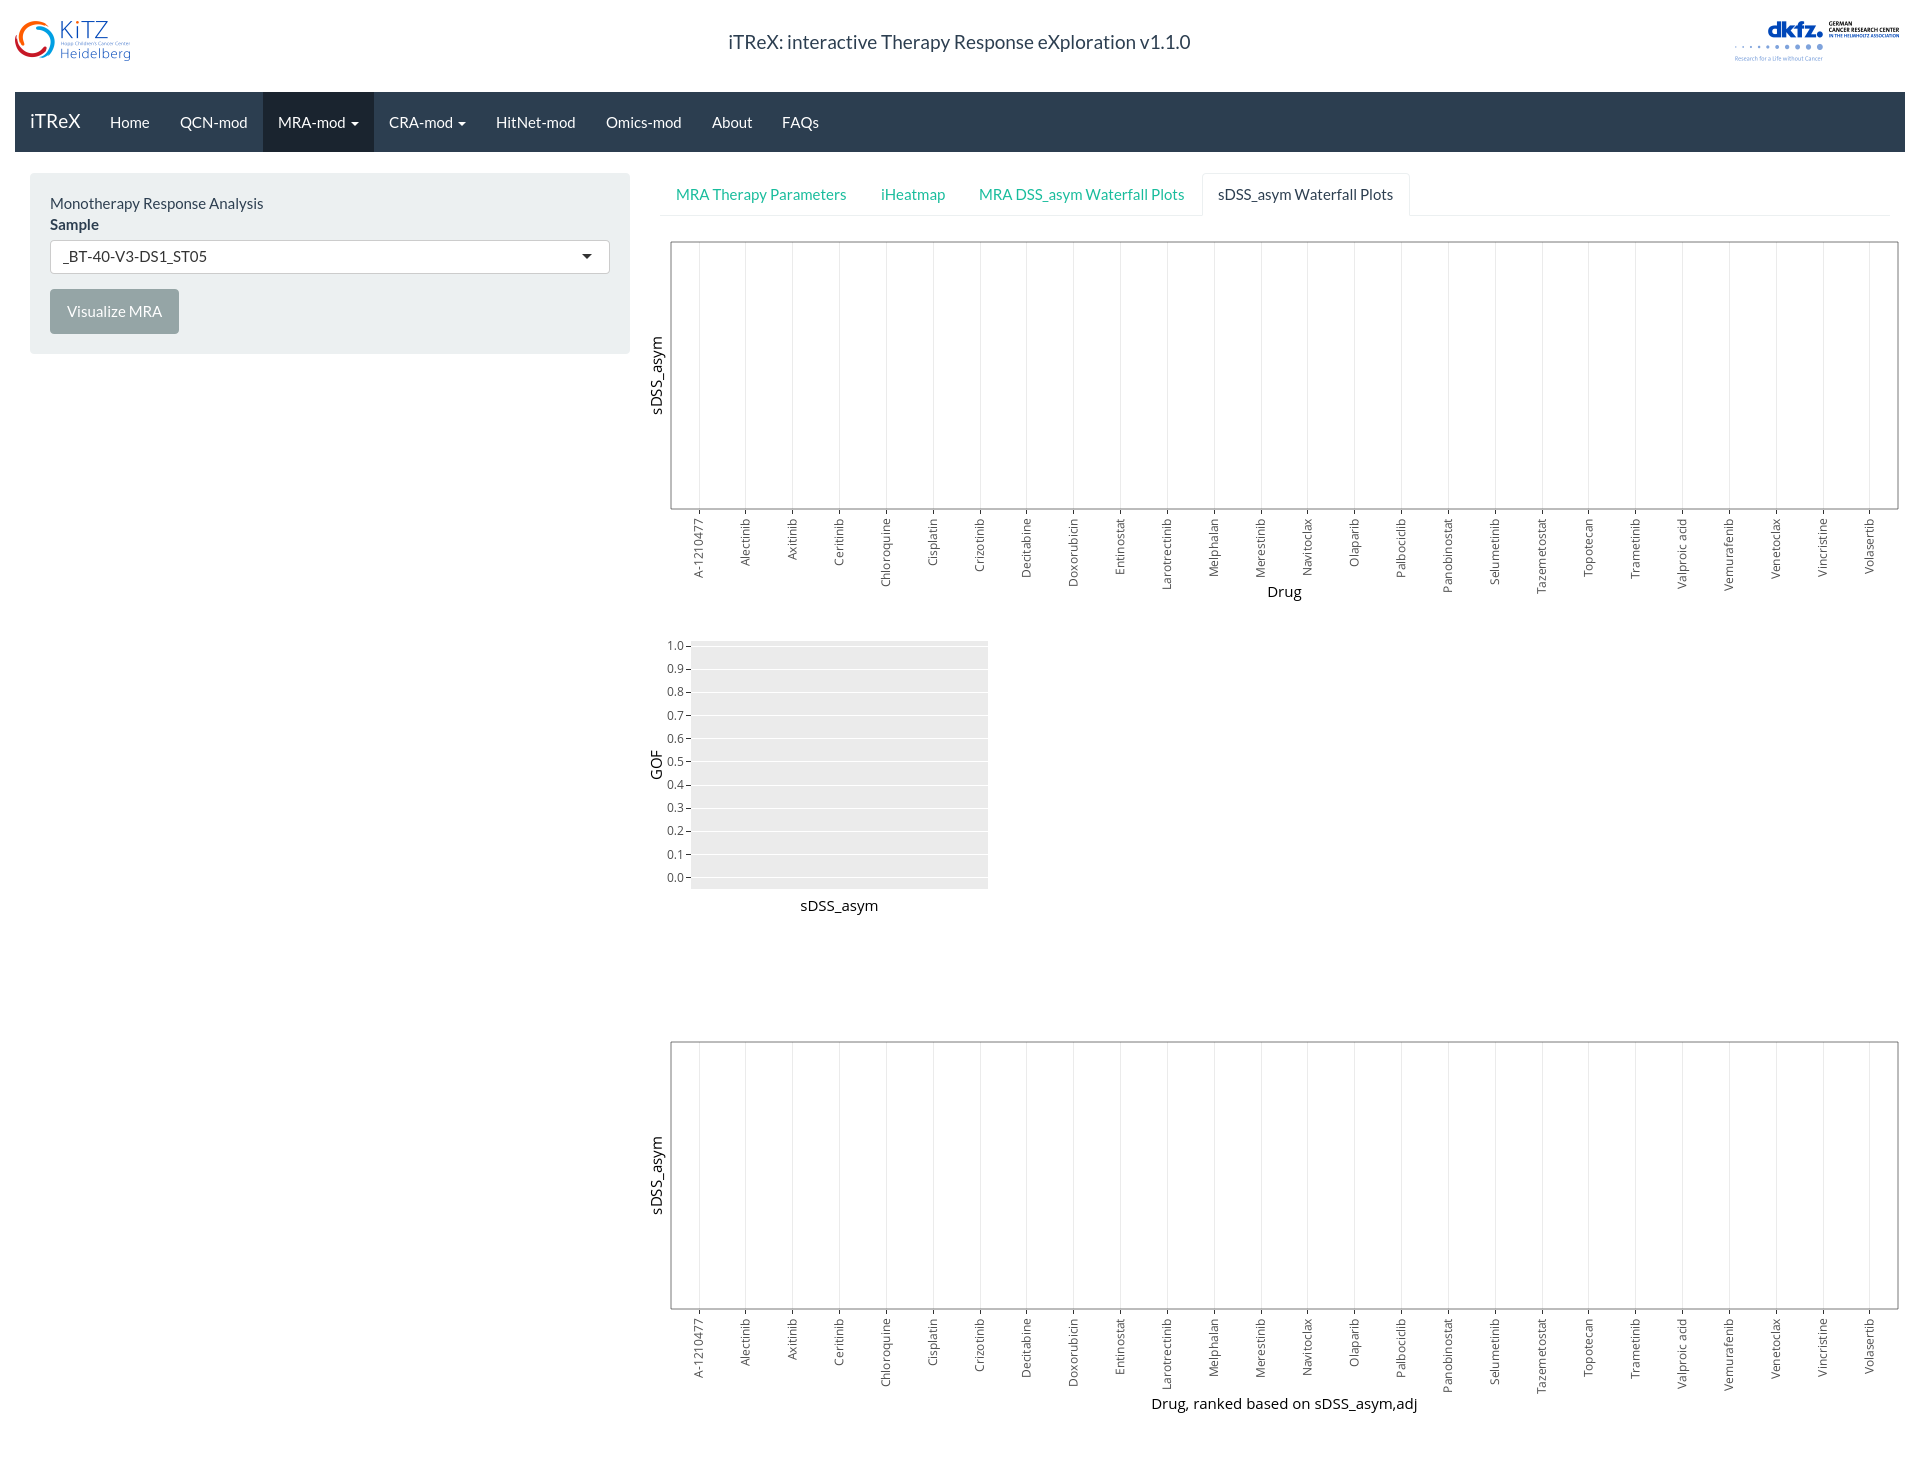 KiTZ
Hopp Children's Cancer Center
Heidelberg
iTReX: interactive Therapy Response eXploration v1.1.0
dkfz.
GERMAN
CANCER RESEARCH CENTER
IN THE HELMHOLTZ ASSOCIATION
Research for a Life without Cancer
iTReX Home QCN-mod MRA-mod CRA-mod HitNet-mod Omics-mod About FAQs
Monotherapy Response Analysis
Sample
_BT-40-V3-DS1_ST05
Visualize MRA
MRA Therapy Parameters iHeatmap MRA DSS_asym Waterfall Plots sDSS_asym Waterfall Plots
sDSS_asym
A-1210477 Alectinib Axitinib Ceritinib Chloroquine Cisplatin Crizotinib Decitabine Doxorubicin Entinostat Larotrectinib Melphalan Merestinib Navitoclax Olaparib Palbociclib Panobinostat Selumetinib Tazemetostat Topotecan Trametinib Valproic acid Vemurafenib Venetoclax Vincristine Volasertib
Drug
GOF
1.0
0.9
0.8
0.7
0.6
0.5
0.4
0.3
0.2
0.1
0.0
sDSS_asym
sDSS_asym
A-1210477 Alectinib Axitinib Ceritinib Chloroquine Cisplatin Crizotinib Decitabine Doxorubicin Entinostat Larotrectinib Melphalan Merestinib Navitoclax Olaparib Palbociclib Panobinostat Selumetinib Tazemetostat Topotecan Trametinib Valproic acid Vemurafenib Venetoclax Vincristine Volasertib
Drug, ranked based on sDSS_asym,adj